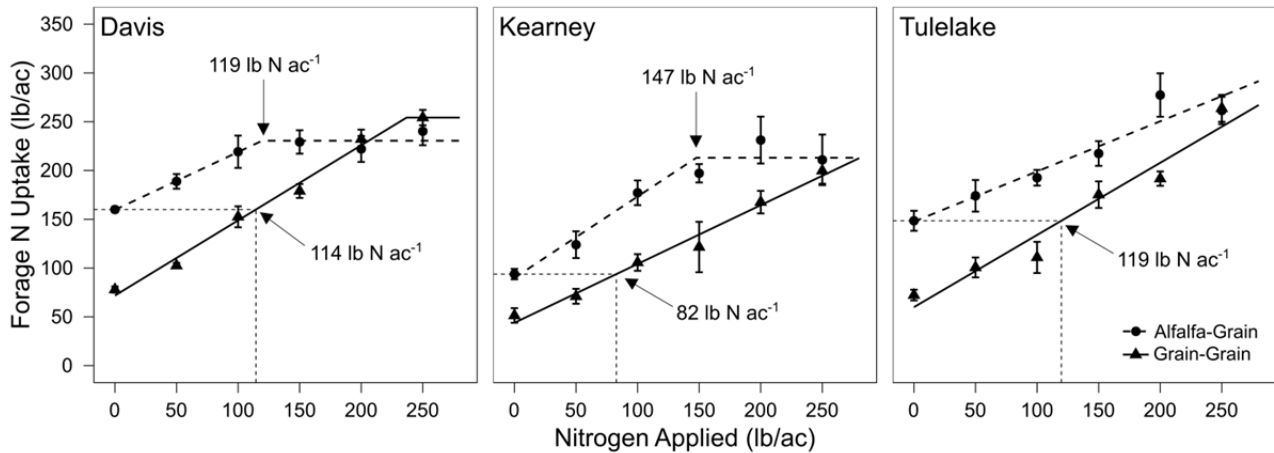 Davis
Kearney
Tulelake
Forage N Uptake (lb/ac)
350
300
250
200
150
100
50
0
119 lb N ac⁻¹
114 lb N ac⁻¹
147 lb N ac⁻¹
82 lb N ac⁻¹
119 lb N ac⁻¹
Alfalfa-Grain
Grain-Grain
0 50 100 150 200 250
0 50 100 150 200 250
0 50 100 150 200 250
Nitrogen Applied (lb/ac)